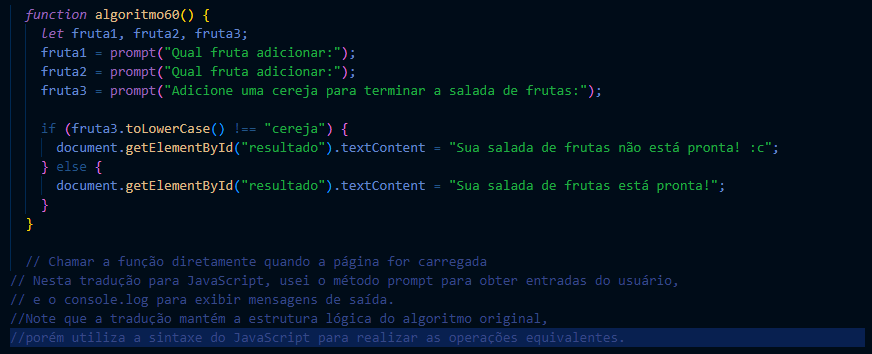 function algoritmo60() {
let fruta1, fruta2, fruta3;
fruta1 = prompt("Qual fruta adicionar:");
fruta2 = prompt("Qual fruta adicionar:");
fruta3 = prompt("Adicione uma cereja para terminar a salada de frutas:");
if (fruta3.toLowerCase() !== "cereja") {
document.getElementById("resultado").textContent = "Sua salada de frutas não está pronta! :c";
} else {
document.getElementById("resultado").textContent = "Sua salada de frutas está pronta!";
}
}
// Chamar a função diretamente quando a página for carregada
// Nesta tradução para JavaScript, usei o método prompt para obter entradas do usuário,
// e o console.log para exibir mensagens de saída.
//Note que a tradução mantém a estrutura lógica do algoritmo original,
//porém utiliza a sintaxe do JavaScript para realizar as operações equivalentes.